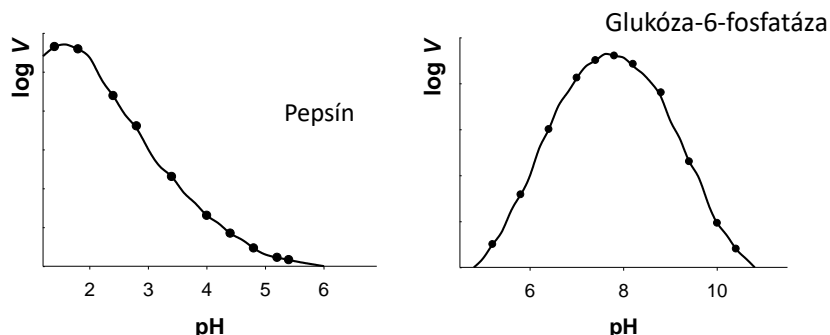 log V
Pepsín
2 3 4 5 6
pH
Glukóza-6-fosfatáza
log V
6 8 10
pH